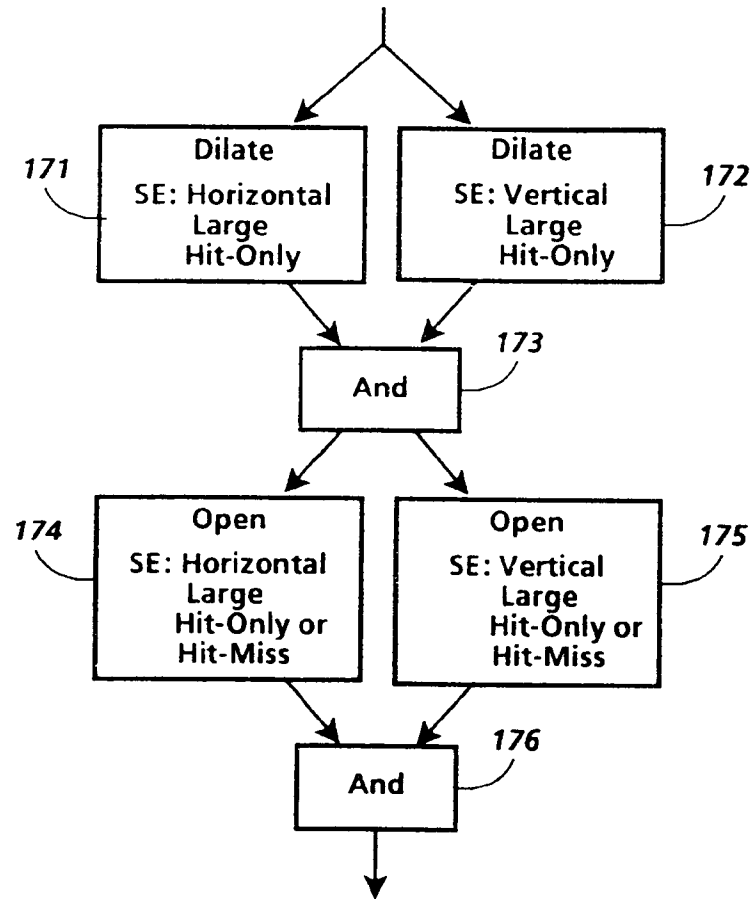 Dilate
SE: Horizontal
Large
Hit-Only
171
Dilate
SE: Vertical
Large
Hit-Only
172
And
173
Open
SE: Horizontal
Large
Hit-Only or
Hit-Miss
174
Open
SE: Vertical
Large
Hit-Only or
Hit-Miss
175
And
176